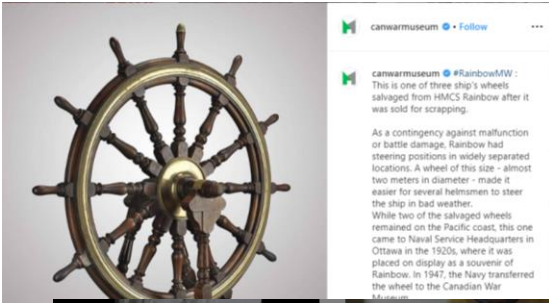 canwarmuseum • Follow
canwarmuseum #RainbowMW :
This is one of three ship's wheels
salvaged from HMCS Rainbow after it
was sold for scrapping.
As a contingency against malfunction
or battle damage, Rainbow had
steering positions in widely separated
locations. A wheel of this size - almost
two meters in diameter - made it
easier for several helmsmen to steer
the ship in bad weather.
While two of the salvaged wheels
remained on the Pacific coast, this one
came to Naval Service Headquarters in
Ottawa in the 1920s, where it was
placed on display as a souvenir of
Rainbow. In 1947, the Navy transferred
the wheel to the Canadian War
Museum